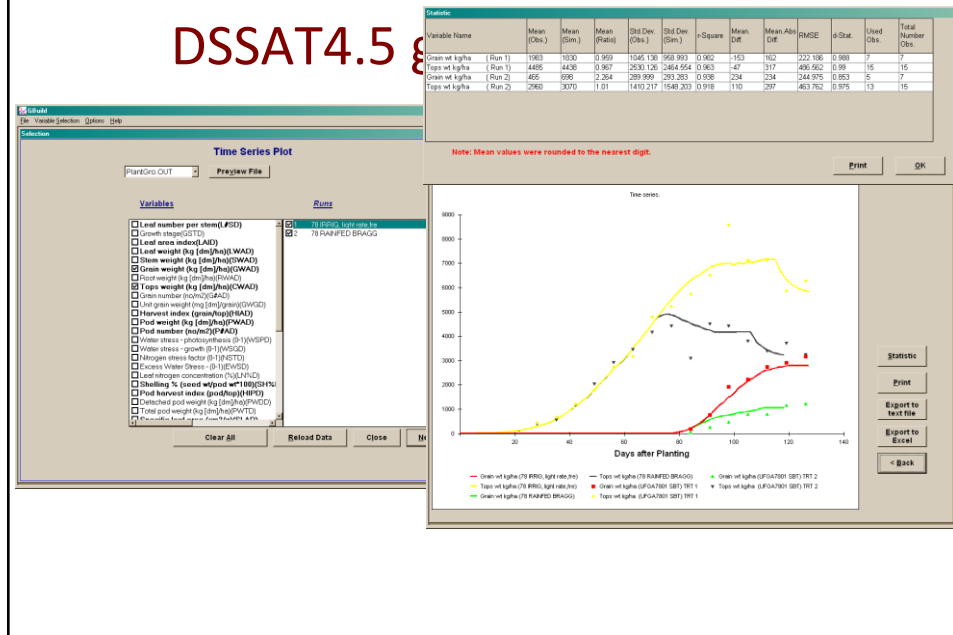 DSSAT4.5 g
Statistic
Variable Name Mean (Obs.) Mean (Sim.) Mean (Ratio) Std.Dev. (Obs.) Std.Dev. (Sim.) r-Square Mean. Diff. Mean.Abs Diff. RMSE d-Stat. Used Obs. Total Number Obs.
Grain wt kg/ha ( Run 1) 1983 1830 0.959 1045.138 958.993 0.982 -153 162 222.186 0.988 7 7
Tops wt kg/ha ( Run 1) 4485 4438 0.967 2530.126 2464.554 0.963 -47 317 486.562 0.99 15 15
Grain wt kg/ha ( Run 2) 465 698 2.264 289.999 293.283 0.938 234 234 244.975 0.853 5 7
Tops wt kg/ha ( Run 2) 2960 3070 1.01 1410.217 1548.203 0.918 110 297 463.762 0.975 13 15
Note: Mean values were rounded to the nearest digit.
Print OK
GBuild
File Variable Selection Options Help
Selection
Time Series Plot
PlantGro.OUT Preview File
Variables Runs
Leaf number per stem(L#SD)
Growth stage(GSTD)
Leaf area index(LAID)
Leaf weight (kg [dm]/ha)(LWAD)
Stem weight (kg [dm]/ha)(SWAD)
Grain weight (kg [dm]/ha)(GWAD)
Root weight (kg [dm]/ha)(RWAD)
Tops weight (kg [dm]/ha)(CWAD)
Grain number (no/m2)(G#AD)
Unit grain weight (mg [dm]/grain)(GWGD)
Harvest index (grain/top)(HIAD)
Pod weight (kg [dm]/ha)(PWAD)
Pod number (no/m2)(P#AD)
Water stress - photosynthesis (0-1)(WSPD)
Water stress - growth (0-1)(WSGD)
Nitrogen stress factor (0-1)(NSTD)
Excess Water Stress - (0-1)(EWSD)
Leaf nitrogen concentration (%)(LN%D)
Shelling % (seed wt/pod wt*100)(SH%
Pod harvest index (pod/top)(HIPD)
Detached pod weight (kg [dm]/ha)(PWDD)
Total pod weight (kg [dm]/ha)(PWTD)
Specific leaf area (cm2/g)(SLAD)
1 78 IRRIG, light rate,tre
2 78 RAINFED BRAGG
Clear All Reload Data Close Ne
Time series.
9000
8000
7000
6000
5000
4000
3000
2000
1000
0
20 40 60 80 100 120 140
Days after Planting
Grain wt kg/ha (78 IRRIG, light rate,tre) Tops wt kg/ha (78 RAINFED BRAGG) Grain wt kg/ha (UFGA7801 SBT) TRT 2
Tops wt kg/ha (78 IRRIG, light rate,tre) Grain wt kg/ha (UFGA7801 SBT) TRT 1 Tops wt kg/ha (UFGA7801 SBT) TRT 2
Grain wt kg/ha (78 RAINFED BRAGG) Tops wt kg/ha (UFGA7801 SBT) TRT 1
Statistic
Print
Export to
text file
Export to
Excel
< Back